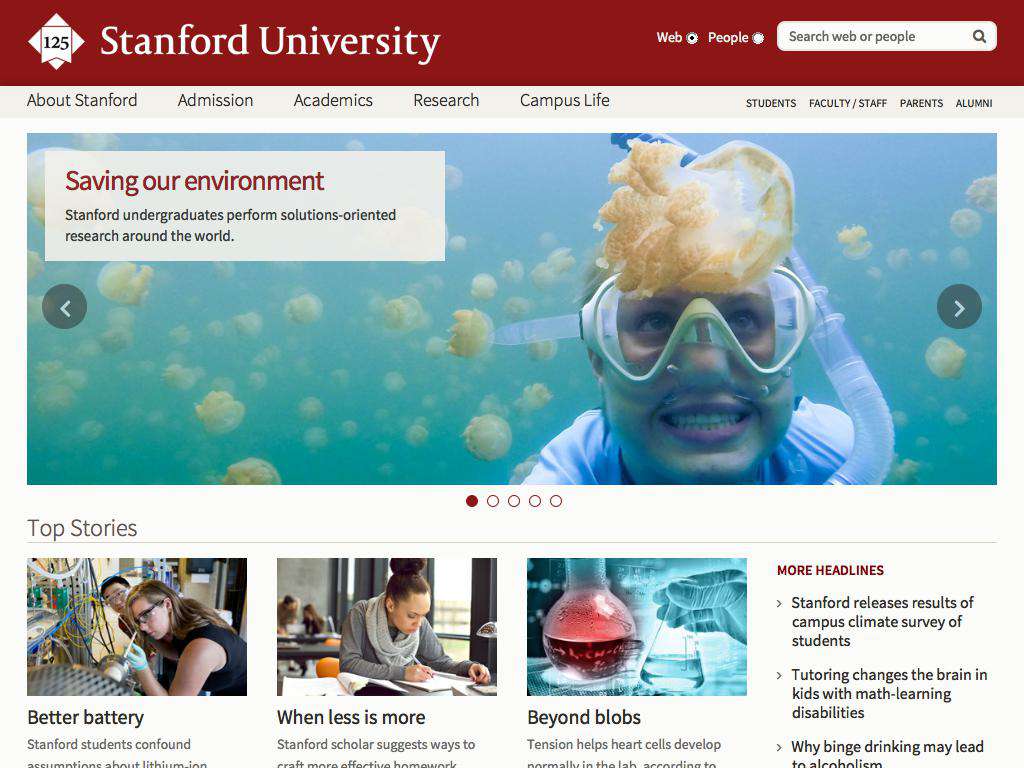 125
Stanford University
Web
People
Search web or people
About Stanford
Admission
Academics
Research
Campus Life
STUDENTS
FACULTY / STAFF
PARENTS
ALUMNI
Saving our environment
Stanford undergraduates perform solutions-oriented
research around the world.
Top Stories
Better battery
Stanford students confound
assumptions about lithium-ion
When less is more
Stanford scholar suggests ways to
craft more effective homework
Beyond blobs
Tension helps heart cells develop
normally in the lab, according to
MORE HEADLINES
Stanford releases results of
campus climate survey of
students
Tutoring changes the brain in
kids with math-learning
disabilities
Why binge drinking may lead
to alcoholism